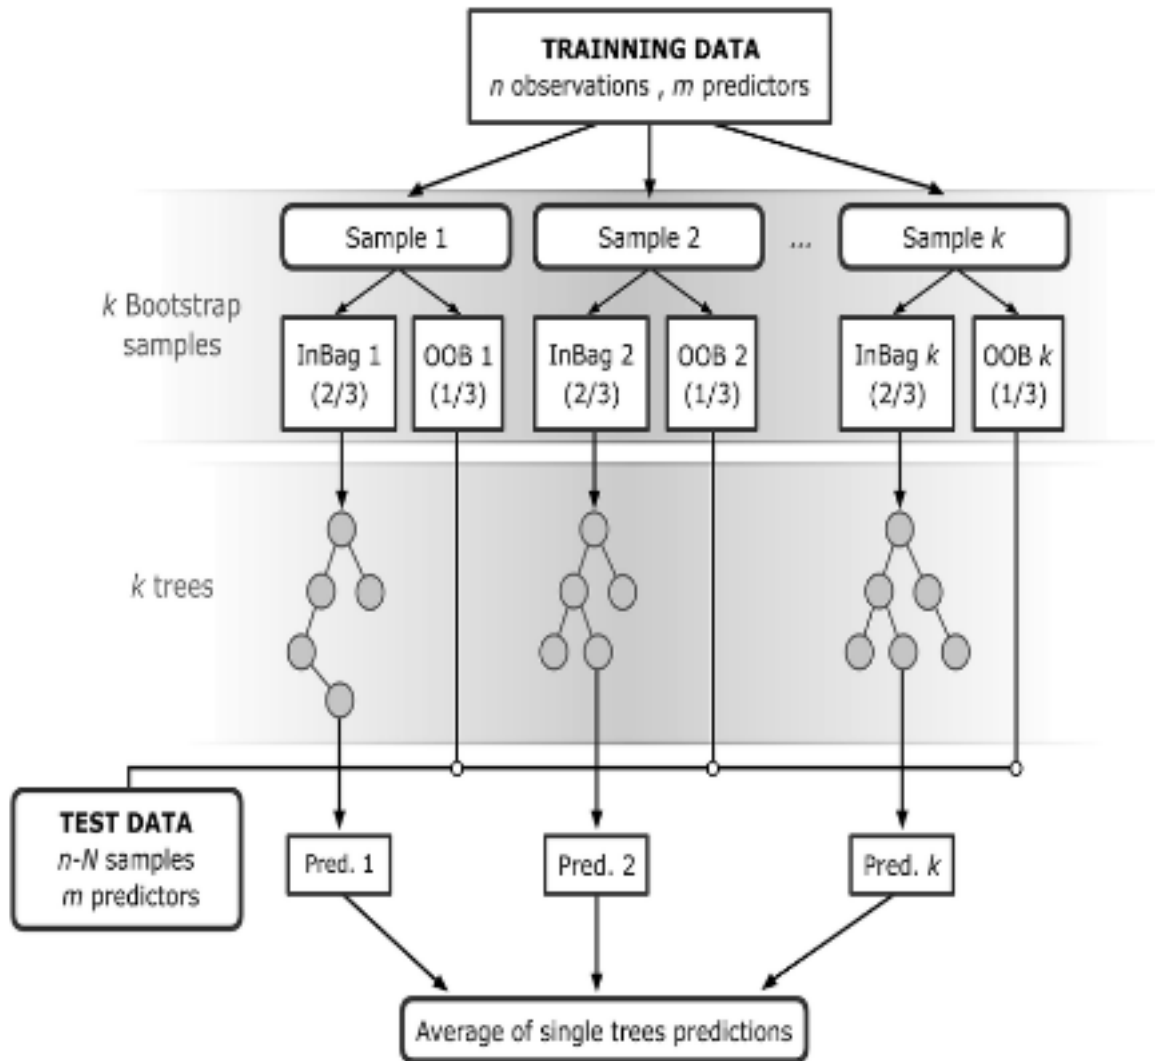 TRAINNING DATA
n observations , m predictors
Sample 1
Sample 2
...
Sample k
k Bootstrap
samples
InBag 1
(2/3)
OOB 1
(1/3)
InBag 2
(2/3)
OOB 2
(1/3)
InBag k
(2/3)
OOB k
(1/3)
k trees
TEST DATA
n-N samples
m predictors
Pred. 1
Pred. 2
Pred. k
Average of single trees predictions